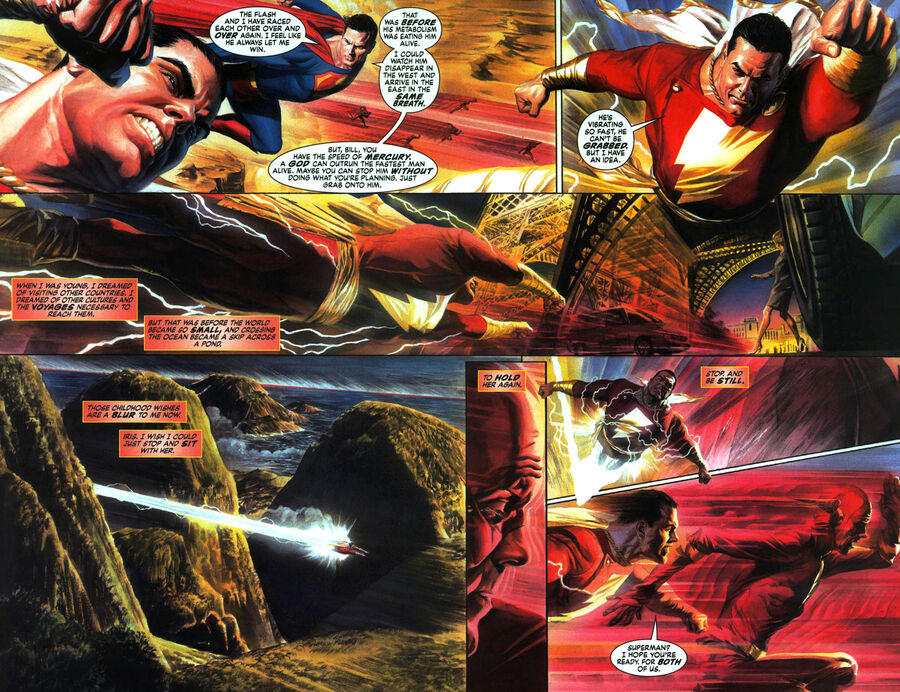 THE FLASH
AND I HAVE RACED
EACH OTHER OVER AND
OVER AGAIN. I FEEL LIKE
HE ALWAYS LET ME
WIN.
THAT
WAS BEFORE
HIS METABOLISM
WAS EATING HIM
ALIVE.
I COULD
WATCH HIM
DISAPPEAR IN
THE WEST AND
ARRIVE IN THE
EAST IN THE
SAME
BREATH.
BUT, BILL, YOU
HAVE THE SPEED OF MERCURY.
A GOD CAN OUTRUN THE FASTEST MAN
ALIVE. MAYBE YOU CAN STOP HIM WITHOUT
DOING WHAT YOU'RE PLANNING. JUST
GRAB ONTO HIM.
HE'S
VIBRATING
SO FAST, HE
CAN'T BE
GRABBED.
BUT I HAVE
AN IDEA.
WHEN I WAS YOUNG, I DREAMED
OF VISITING OTHER COUNTRIES. I
DREAMED OF OTHER CULTURES AND
THE VOYAGES NECESSARY TO
REACH THEM.
BUT THAT WAS BEFORE THE WORLD
BECAME SO SMALL, AND CROSSING
THE OCEAN BECAME A SKIP ACROSS
A POND.
THOSE CHILDHOOD WISHES
ARE A BLUR TO ME NOW.
IRIS. I WISH I COULD
JUST STOP AND SIT
WITH HER.
TO HOLD
HER AGAIN.
STOP. AND
BE STILL.
SUPERMAN?
I HOPE YOU'RE
READY. FOR BOTH
OF US.